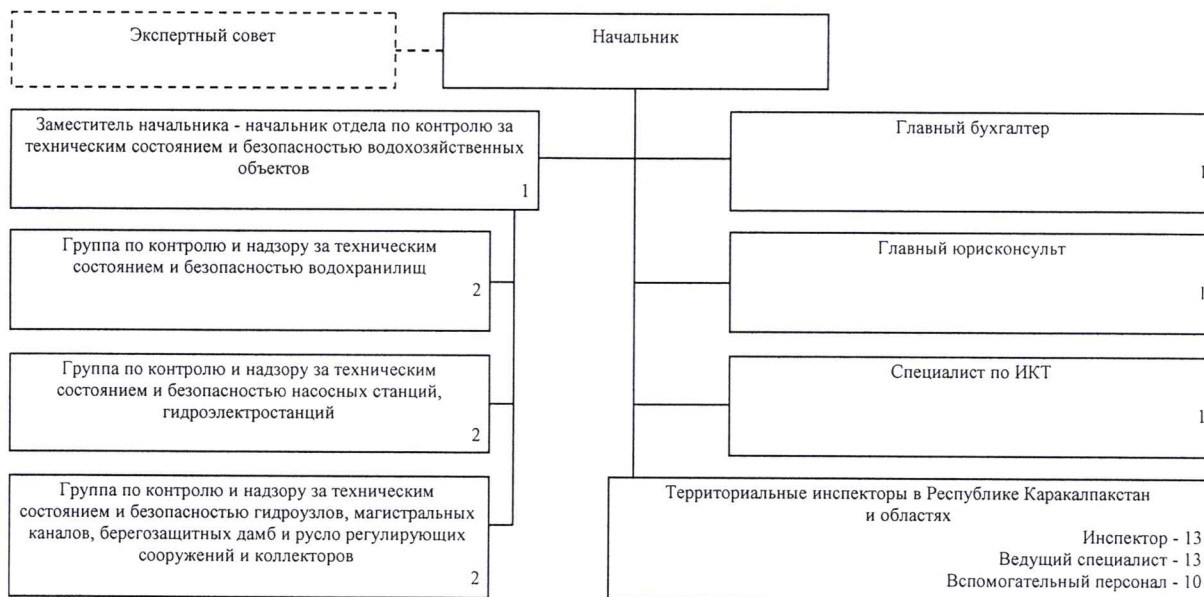 Экспертный совет
Начальник
Заместитель начальника - начальник отдела по контролю за
техническим состоянием и безопасностью водохозяйственных
объектов
1
Главный бухгалтер
1
Группа по контролю и надзору за техническим
состоянием и безопасностью водохранилищ
2
Главный юрисконсульт
1
Группа по контролю и надзору за техническим
состоянием и безопасностью насосных станций,
гидроэлектростанций
2
Специалист по ИКТ
1
Группа по контролю и надзору за техническим
состоянием и безопасностью гидроузлов, магистральных
каналов, берегозащитных дамб и русло регулирующих
сооружений и коллекторов
2
Территориальные инспекторы в Республике Каракалпакстан
и областях
Инспектор - 13
Ведущий специалист - 13
Вспомогательный персонал - 10